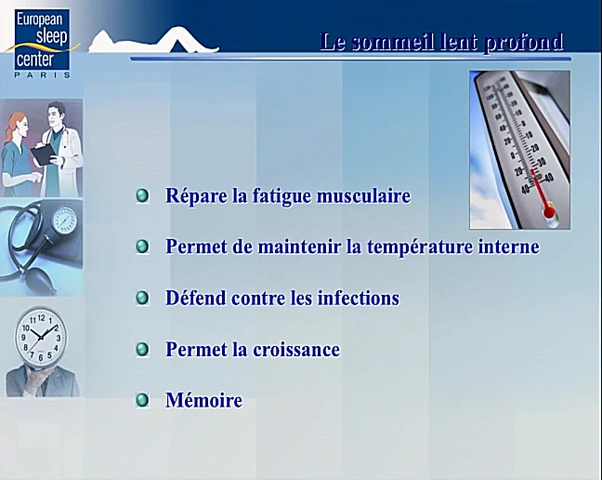 European
sleep
center
PARIS
Le sommeil lent profond
Répare la fatigue musculaire
Permet de maintenir la température interne
Défend contre les infections
Permet la croissance
Mémoire